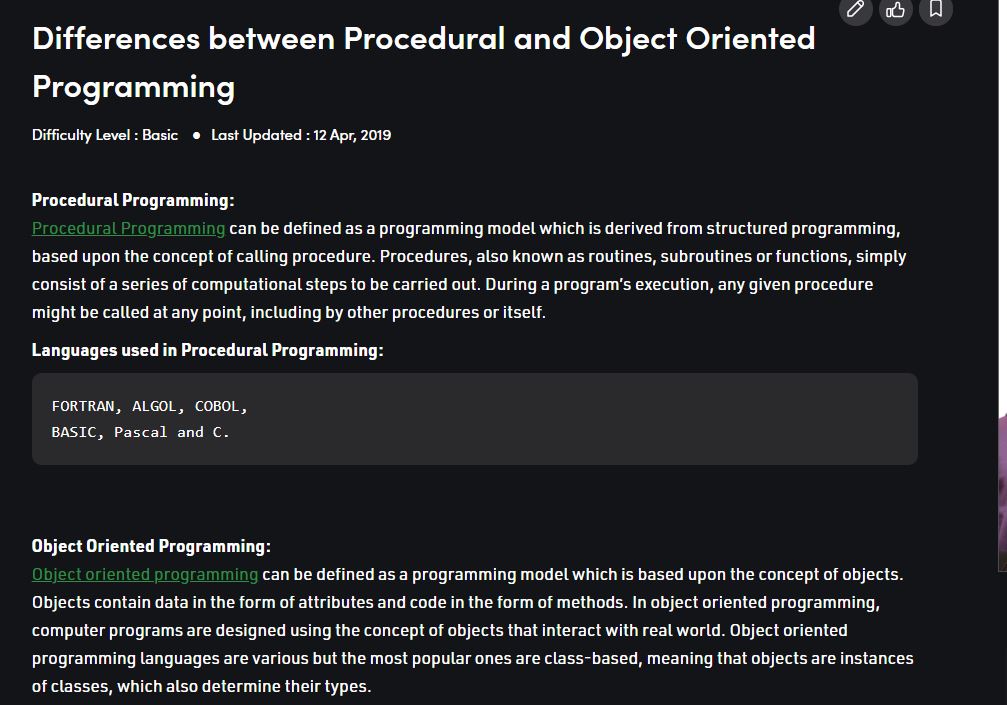 Differences between Procedural and Object Oriented
Programming
Difficulty Level : Basic ● Last Updated : 12 Apr, 2019
Procedural Programming:
Procedural Programming can be defined as a programming model which is derived from structured programming,
based upon the concept of calling procedure. Procedures, also known as routines, subroutines or functions, simply
consist of a series of computational steps to be carried out. During a program’s execution, any given procedure
might be called at any point, including by other procedures or itself.
Languages used in Procedural Programming:
FORTRAN, ALGOL, COBOL,
BASIC, Pascal and C.
Object Oriented Programming:
Object oriented programming can be defined as a programming model which is based upon the concept of objects.
Objects contain data in the form of attributes and code in the form of methods. In object oriented programming,
computer programs are designed using the concept of objects that interact with real world. Object oriented
programming languages are various but the most popular ones are class-based, meaning that objects are instances
of classes, which also determine their types.